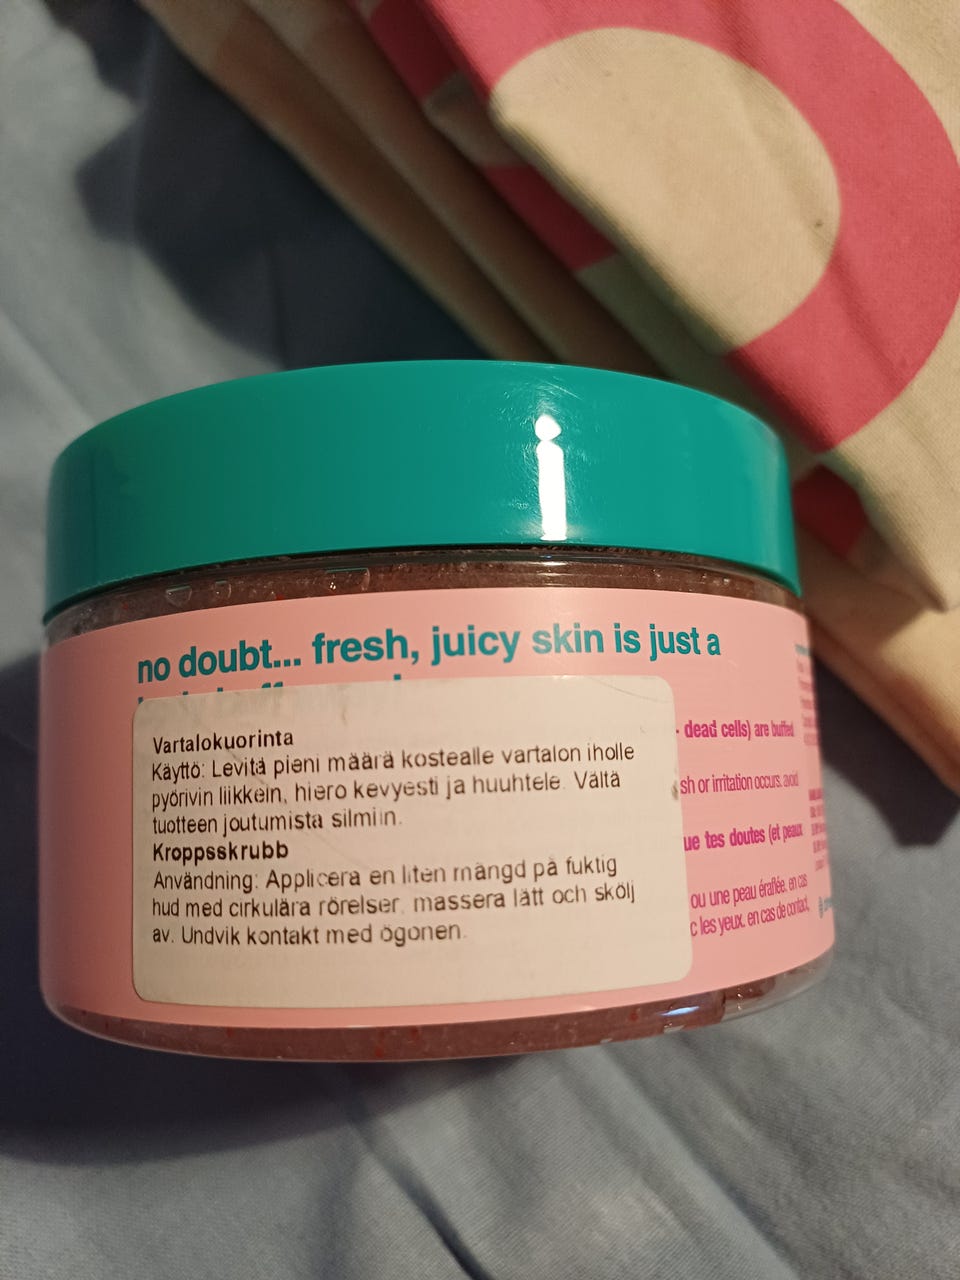 no doubt... fresh, juicy skin is just a
Vartalokuorinta
Käyttö: Levitä pieni määrä kostealle vartalon iholle
pyörivin liikkein, hiero kevyesti ja huuhtele. Vältä
tuotteen joutumista silmiin.
Kroppsskrubb
Användning: Applicera en liten mängd på fuktig
hud med cirkulära rörelser, massera lätt och skölj
av. Undvik kontakt med ögonen.
dead cells) are buffed
sh or irritation occurs. avoid
ue tes doutes (et peaux
ou une peau éraflée. en cas
c les yeux. en cas de contact,